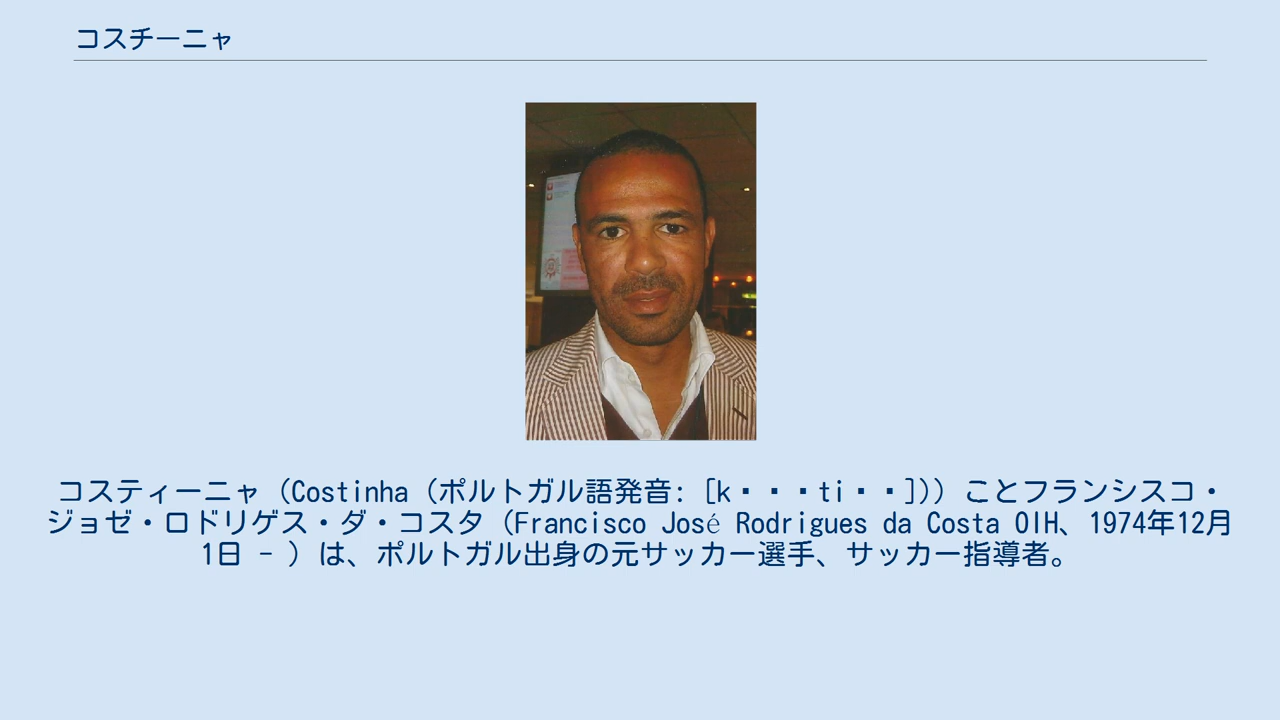 コスチーニャ
コスティーニャ（Costinha（ポルトガル語発音: [k・・・ti・・])）ことフランシスコ・
ジョゼ・ロドリゲス・ダ・コスタ（Francisco José Rodrigues da Costa OIH、1974年12月
1日 - ）は、ポルトガル出身の元サッカー選手、サッカー指導者。